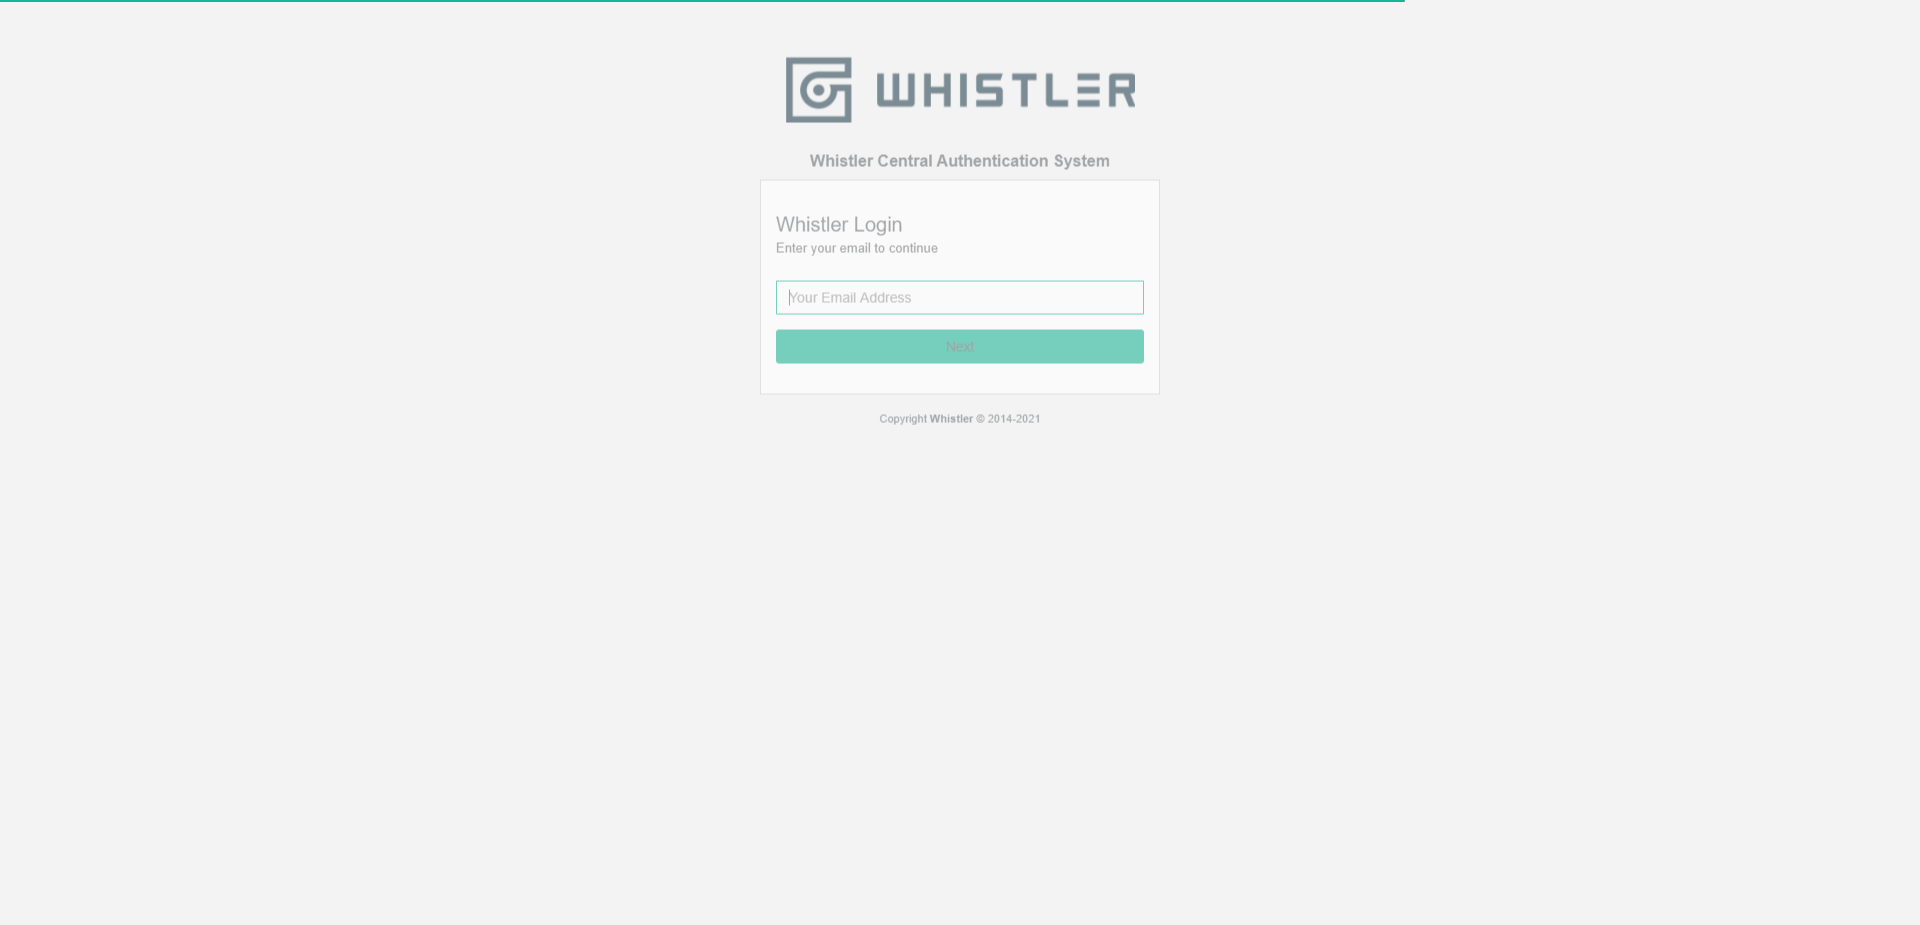 WHISTLER
Whistler Central Authentication System
Whistler Login
Enter your email to continue
Your Email Address
Next
Copyright Whistler © 2014-2021